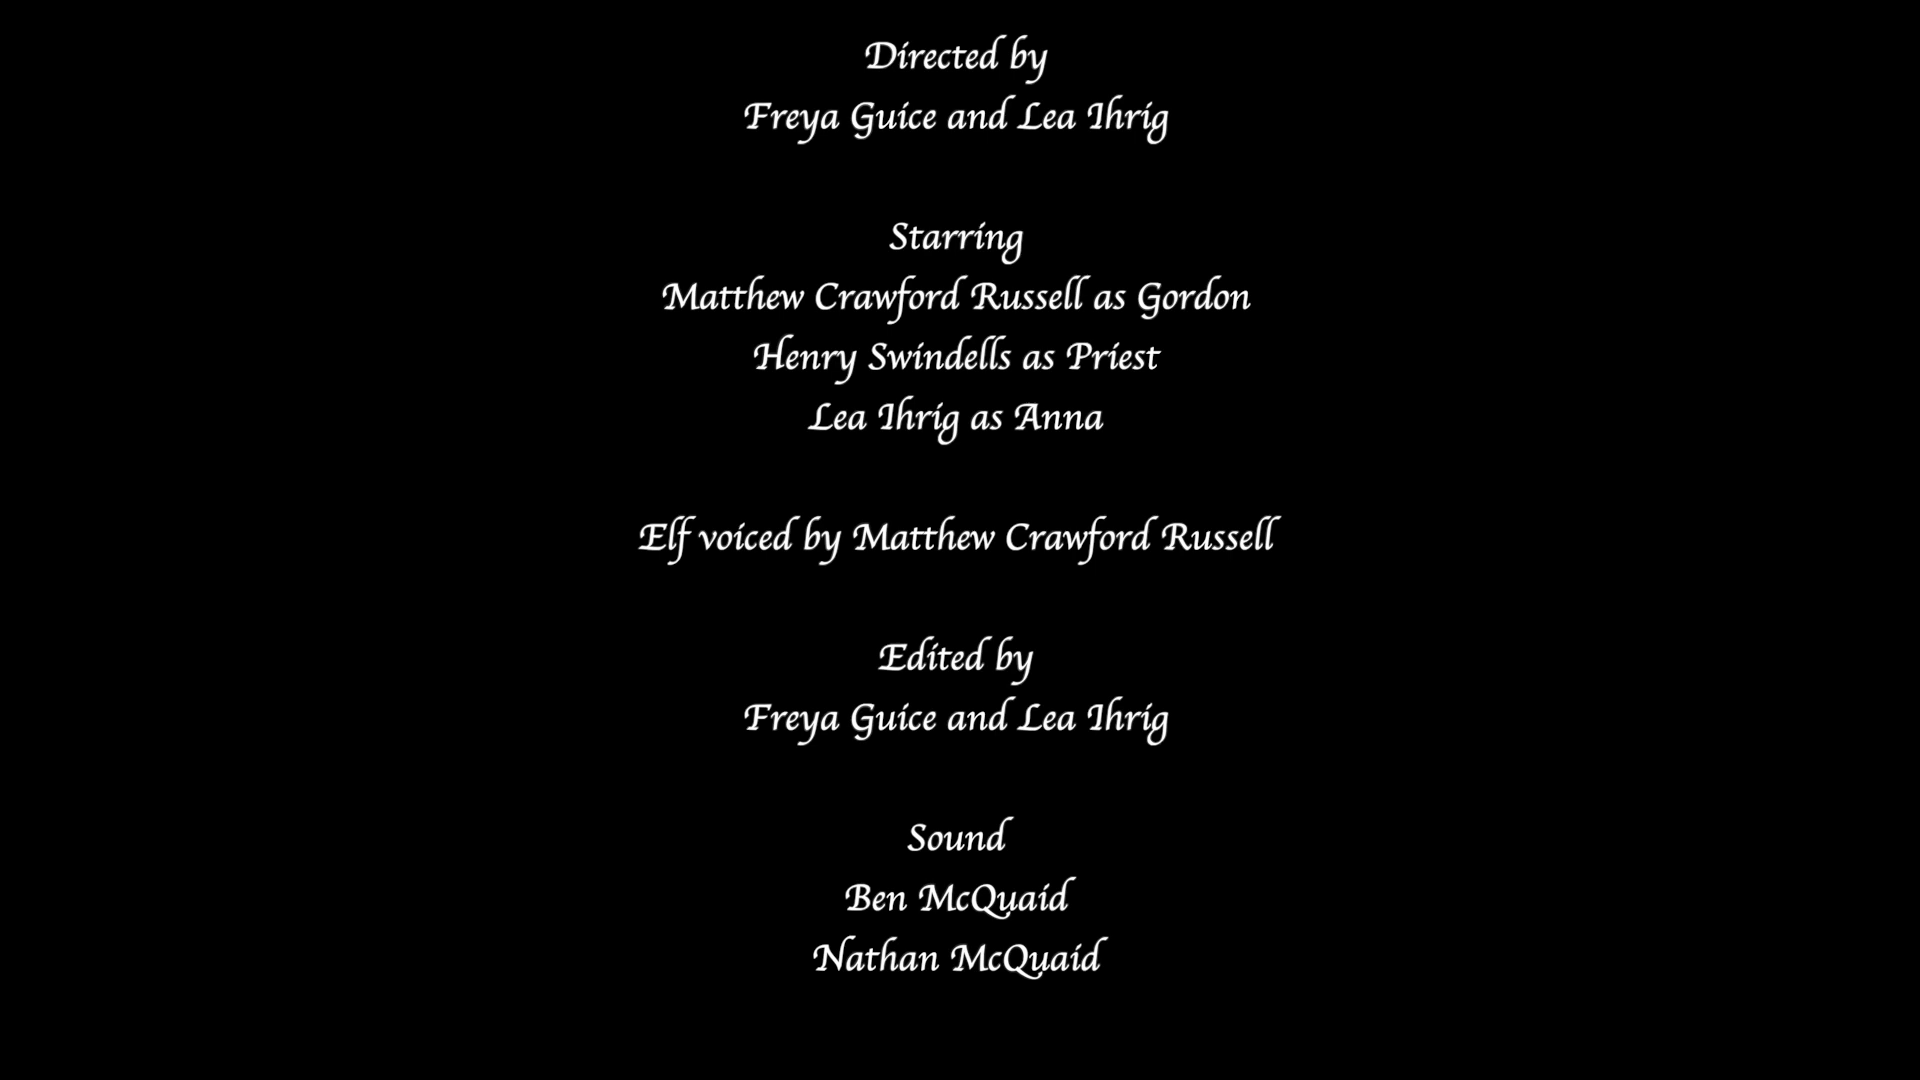 Directed by
Freya Guice and Lea Ihrig
Starring
Matthew Crawford Russell as Gordon
Henry Swindells as Priest
Lea Ihrig as Anna
Elf voiced by Matthew Crawford Russell
Edited by
Freya Guice and Lea Ihrig
Sound
Ben McQuaid
Nathan McQuaid